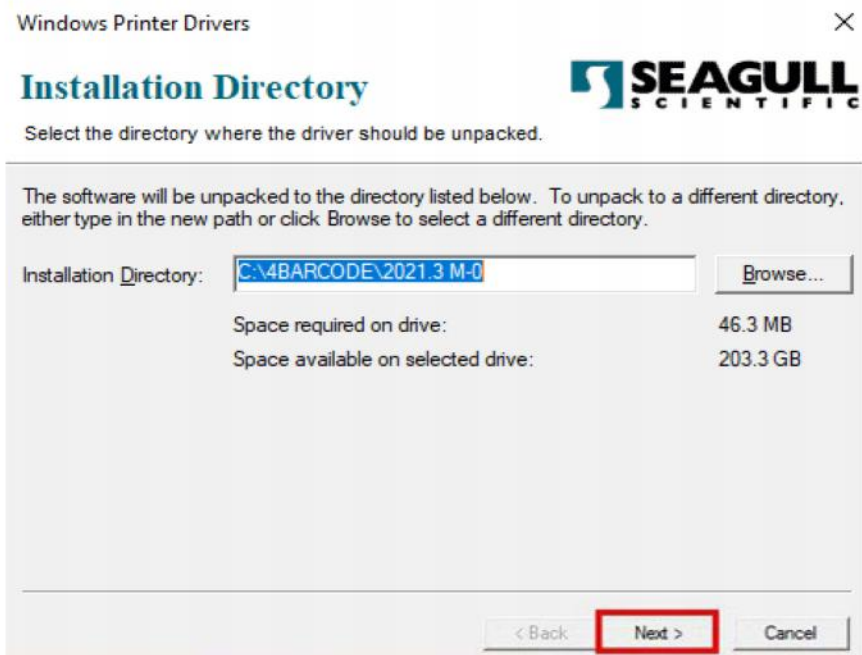 Windows Printer Drivers
Installation Directory
SEAGULL
SCIENTIFIC
Select the directory where the driver should be unpacked.
The software will be unpacked to the directory listed below. To unpack to a different directory,
either type in the new path or click Browse to select a different directory.
Installation Directory: C:\4BARCODE\2021.3 M-0 Browse...
Space required on drive: 46.3 MB
Space available on selected drive: 203.3 GB
< Back Next > Cancel